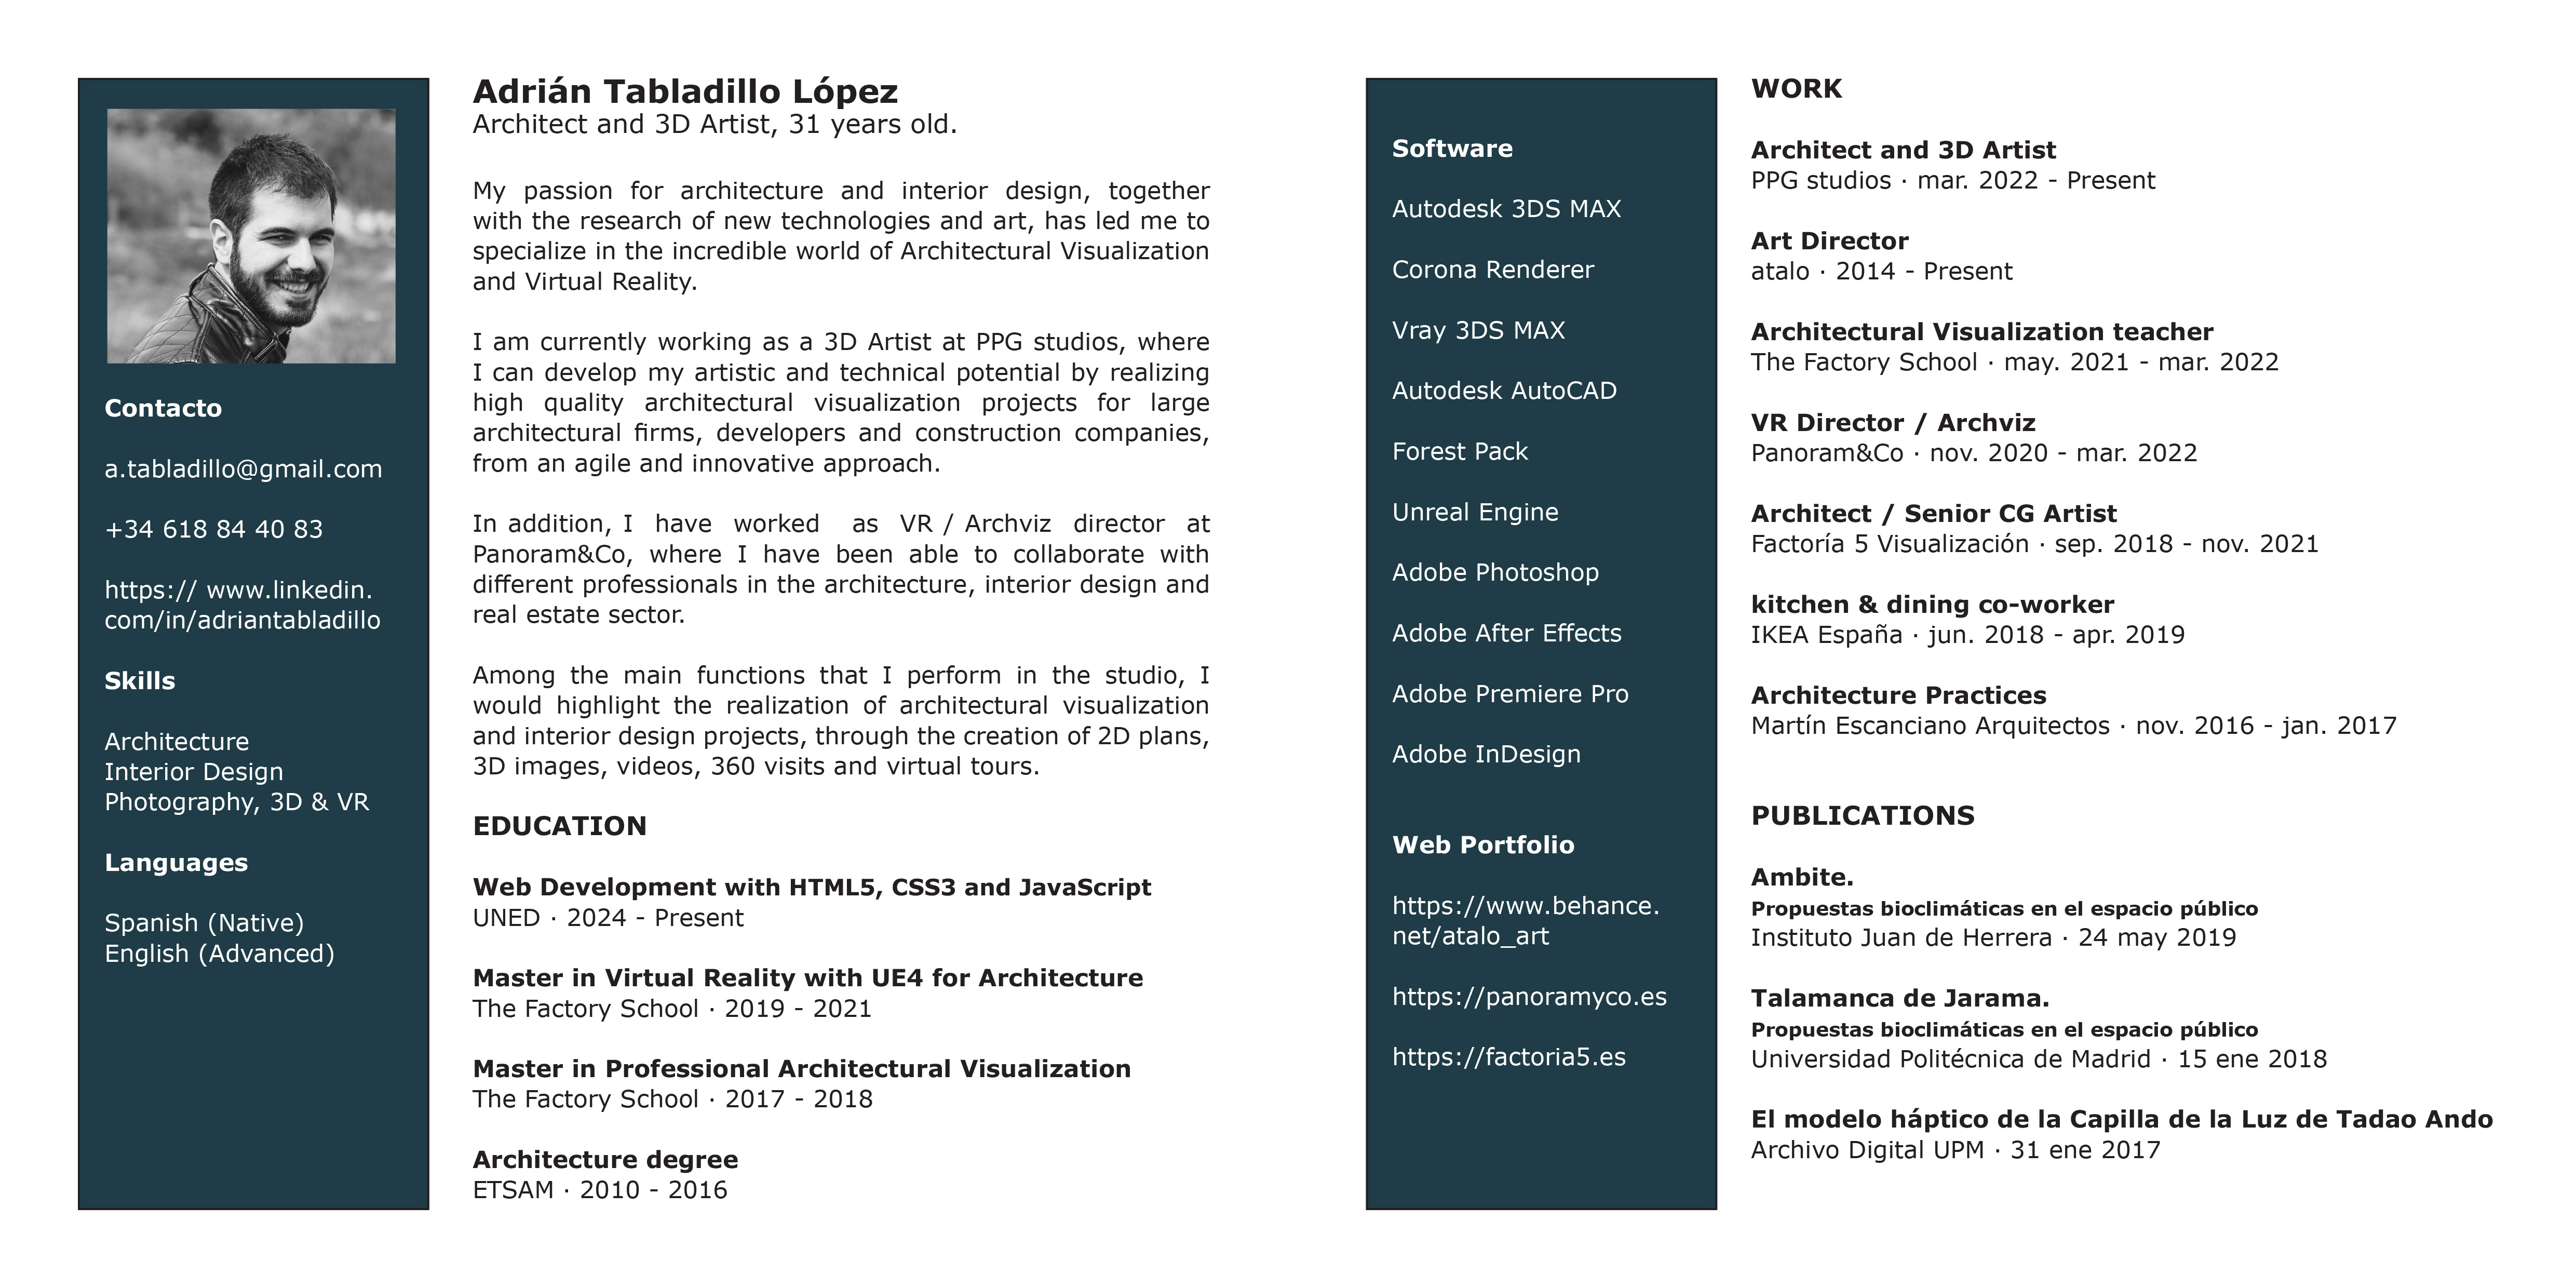 Adrián Tabladillo López
Architect and 3D Artist, 31 years old.
My passion for architecture and interior design, together
with the research of new technologies and art, has led me to
specialize in the incredible world of Architectural Visualization
and Virtual Reality.
I am currently working as a 3D Artist at PPG studios, where
I can develop my artistic and technical potential by realizing
high quality architectural visualization projects for large
architectural firms, developers and construction companies,
from an agile and innovative approach.
In addition, I have worked as VR / Archviz director at
Panoram&Co, where I have been able to collaborate with
different professionals in the architecture, interior design and
real estate sector.
Among the main functions that I perform in the studio, I
would highlight the realization of architectural visualization
and interior design projects, through the creation of 2D plans,
3D images, videos, 360 visits and virtual tours.
EDUCATION
Web Development with HTML5, CSS3 and JavaScript
UNED · 2024 - Present
Master in Virtual Reality with UE4 for Architecture
The Factory School · 2019 - 2021
Master in Professional Architectural Visualization
The Factory School · 2017 - 2018
Architecture degree
ETSAM · 2010 - 2016
Contacto
a.tabladillo@gmail.com
+34 618 84 40 83
https:// www.linkedin.
com/in/adriantabladillo
Skills
Architecture
Interior Design
Photography, 3D & VR
Languages
Spanish (Native)
English (Advanced)
Software
Autodesk 3DS MAX
Corona Renderer
Vray 3DS MAX
Autodesk AutoCAD
Forest Pack
Unreal Engine
Adobe Photoshop
Adobe After Effects
Adobe Premiere Pro
Adobe InDesign
Web Portfolio
https://www.behance.
net/atalo_art
https://panoramyco.es
https://factoria5.es
WORK
Architect and 3D Artist
PPG studios · mar. 2022 - Present
Art Director
atalo · 2014 - Present
Architectural Visualization teacher
The Factory School · may. 2021 - mar. 2022
VR Director / Archviz
Panoram&Co · nov. 2020 - mar. 2022
Architect / Senior CG Artist
Factoría 5 Visualización · sep. 2018 - nov. 2021
kitchen & dining co-worker
IKEA España · jun. 2018 - apr. 2019
Architecture Practices
Martín Escanciano Arquitectos · nov. 2016 - jan. 2017
PUBLICATIONS
Ambite.
Propuestas bioclimáticas en el espacio público
Instituto Juan de Herrera · 24 may 2019
Talamanca de Jarama.
Propuestas bioclimáticas en el espacio público
Universidad Politécnica de Madrid · 15 ene 2018
El modelo háptico de la Capilla de la Luz de Tadao Ando
Archivo Digital UPM · 31 ene 2017